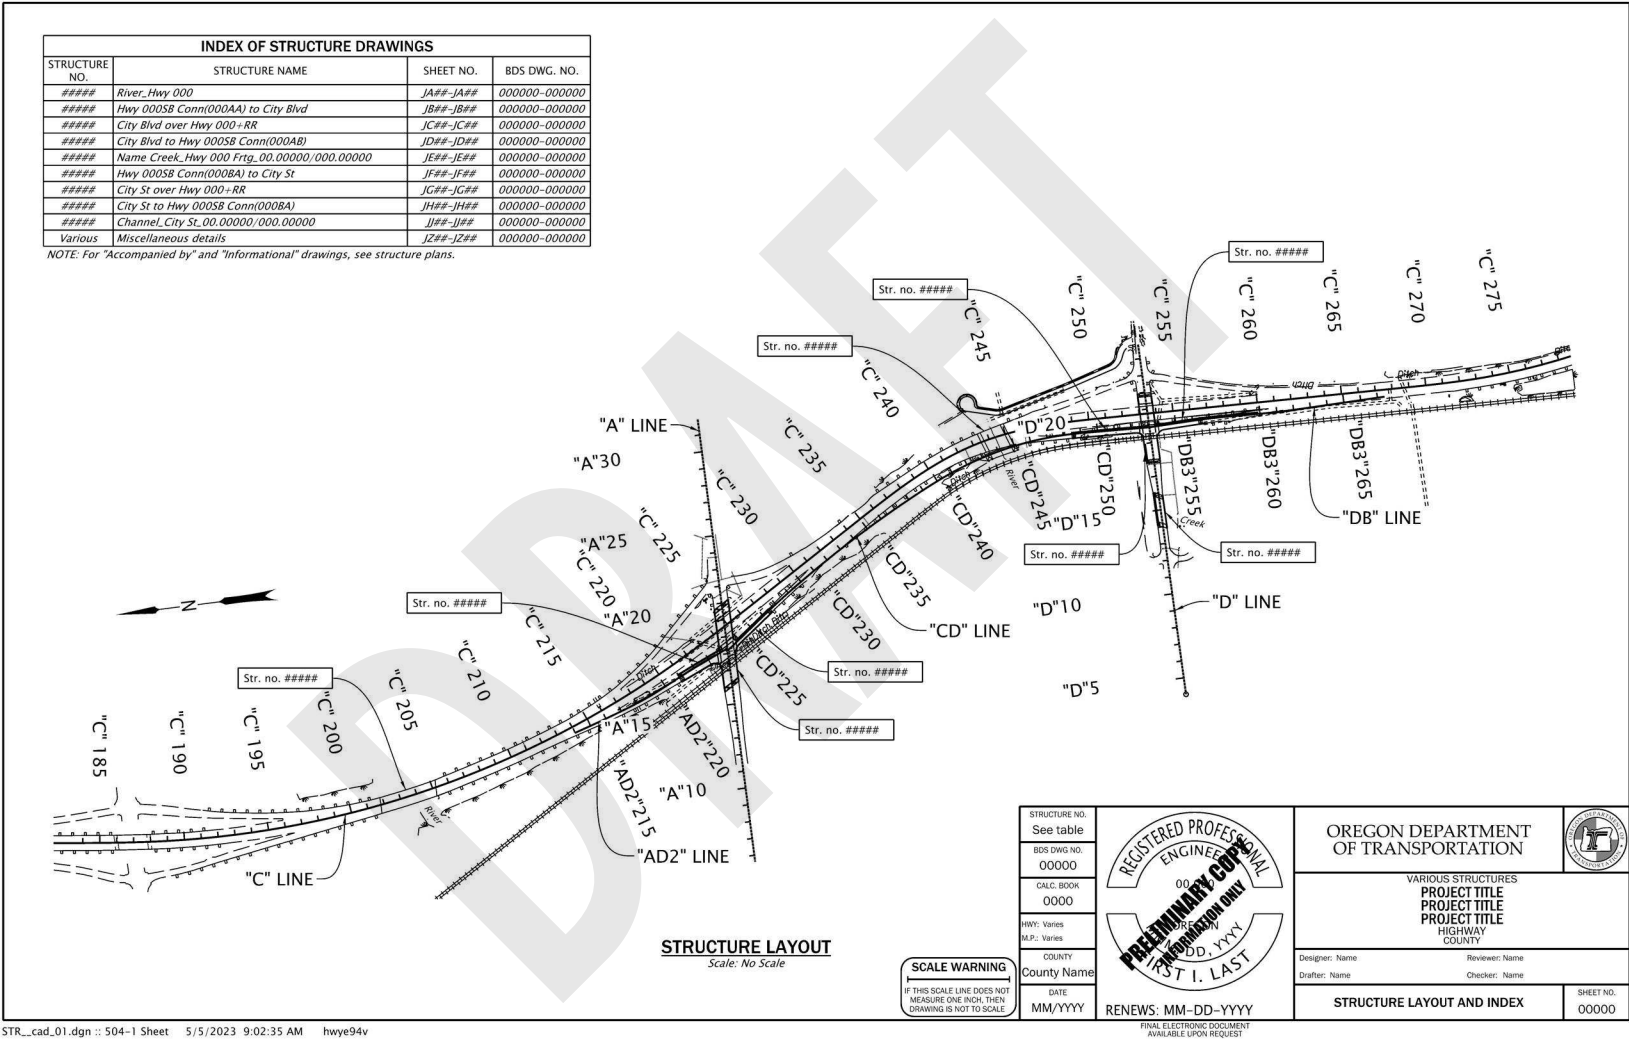 INDEX OF STRUCTURE DRAWINGS
STRUCTURE NO. STRUCTURE NAME SHEET NO. BDS DWG. NO.
##### River_Hwy 000 JA##-JA## 000000-000000
##### Hwy 000SB Conn(000AA) to City Blvd JB##-JB## 000000-000000
##### City Blvd over Hwy 000+RR JC##-JC## 000000-000000
##### City Blvd to Hwy 000SB Conn(000AB) JD##-JD## 000000-000000
##### Name Creek_Hwy 000 Frtg_00.00000/000.00000 JE##-JE## 000000-000000
##### Hwy 000SB Conn(000BA) to City St JF##-JF## 000000-000000
##### City St over Hwy 000+RR JG##-JG## 000000-000000
##### City St to Hwy 000SB Conn(000BA) JH##-JH## 000000-000000
##### Channel_City St_00.00000/000.00000 JJ##-JJ## 000000-000000
Various Miscellaneous details JZ##-JZ## 000000-000000
NOTE: For "Accompanied by" and "Informational" drawings, see structure plans.
DRAFT
Str. no. #####
Str. no. #####
Str. no. #####
"C" 245
"C" 250
"C" 255
"C" 260
"C" 265
"C" 270
"C" 275
"C" 240
"C" 235
"C" 230
"C" 225
"C" 220
"C" 215
"C" 210
"C" 205
"C" 200
"C" 195
"C" 190
"C" 185
"A" LINE
"A"30
"A"25
"A"20
"A"15
"A"10
"D"20
"D"15
"D"10
"D"5
"CD"225
"CD"230
"CD"235
"CD"240
"CD"245
"CD"250
"DB3"255
"DB3"260
"DB3"265
"AD2"220
"AD2"215
"DB" LINE
"D" LINE
"CD" LINE
"AD2" LINE
"C" LINE
Str. no. #####
Str. no. #####
Str. no. #####
Str. no. #####
Str. no. #####
Str. no. #####
Ditch
Ditch
Ditch
Ditch
River
River
Creek
N
STRUCTURE LAYOUT
Scale: No Scale
SCALE WARNING
IF THIS SCALE LINE DOES NOT
MEASURE ONE INCH, THEN
DRAWING IS NOT TO SCALE
STRUCTURE NO.
See table
BDS DWG NO.
00000
CALC. BOOK
0000
HWY: Varies
M.P.: Varies
COUNTY
County Name
DATE
MM/YYYY
REGISTERED PROFESSIONAL
ENGINEER
PRELIMINARY COPY
INFORMATION ONLY
RENEWS: MM-DD-YYYY
FINAL ELECTRONIC DOCUMENT
AVAILABLE UPON REQUEST
OREGON DEPARTMENT
OF TRANSPORTATION
VARIOUS STRUCTURES
PROJECT TITLE
PROJECT TITLE
PROJECT TITLE
HIGHWAY
COUNTY
Designer: Name Reviewer: Name
Drafter: Name Checker: Name
STRUCTURE LAYOUT AND INDEX
SHEET NO.
00000
STR__cad_01.dgn :: 504-1 Sheet 5/5/2023 9:02:35 AM hwye94v